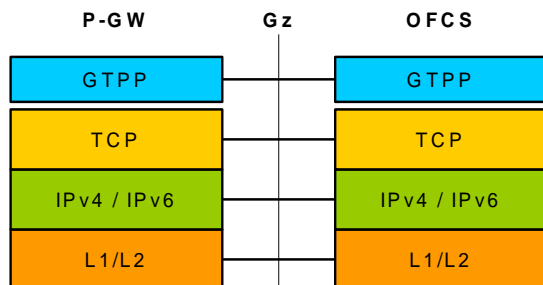 P-GW Gz OFCS
GTPP GTPP
TCP TCP
IPv4 / IPv6 IPv4 / IPv6
L1/L2 L1/L2